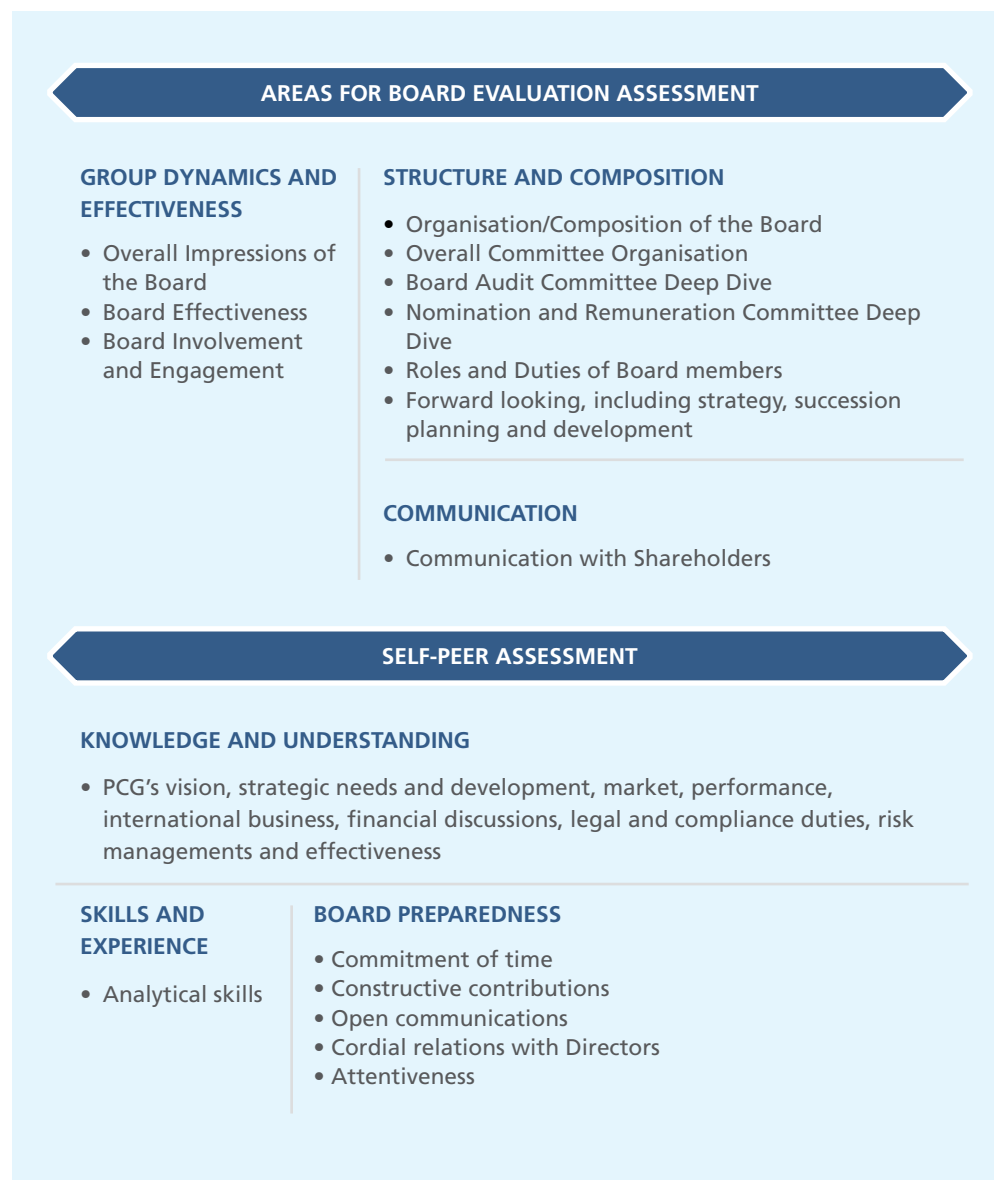 AREAS FOR BOARD EVALUATION ASSESSMENT
GROUP DYNAMICS AND
EFFECTIVENESS
• Overall Impressions of
the Board
• Board Effectiveness
• Board Involvement
and Engagement
STRUCTURE AND COMPOSITION
• Organisation/Composition of the Board
• Overall Committee Organisation
• Board Audit Committee Deep Dive
• Nomination and Remuneration Committee Deep
Dive
• Roles and Duties of Board members
• Forward looking, including strategy, succession
planning and development
COMMUNICATION
• Communication with Shareholders
SELF-PEER ASSESSMENT
KNOWLEDGE AND UNDERSTANDING
• PCG’s vision, strategic needs and development, market, performance,
international business, financial discussions, legal and compliance duties, risk
managements and effectiveness
SKILLS AND
EXPERIENCE
• Analytical skills
BOARD PREPAREDNESS
• Commitment of time
• Constructive contributions
• Open communications
• Cordial relations with Directors
• Attentiveness